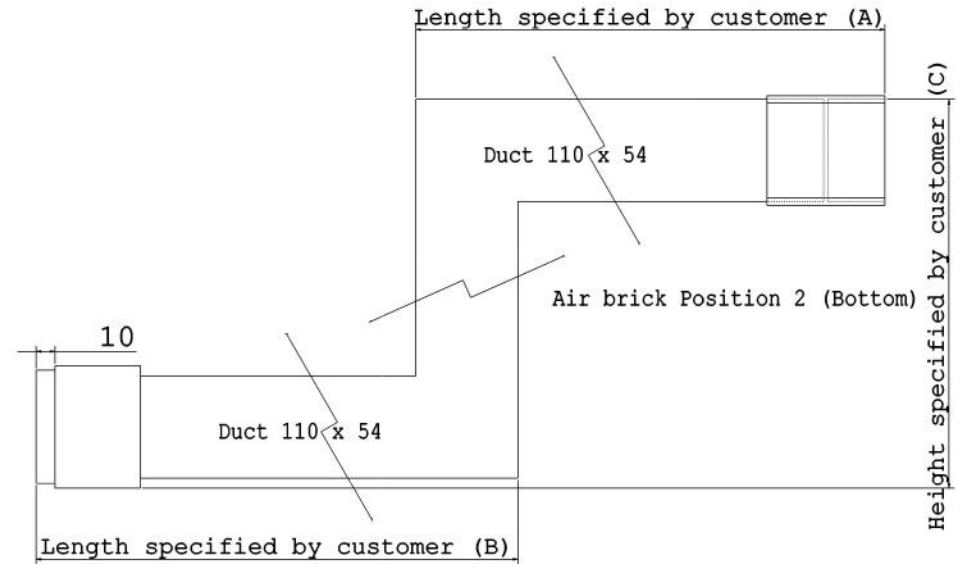 Length specified by customer (A)
Duct 110 x 54
Height specified by customer (C)
Air brick Position 2 (Bottom)
10
Duct 110 x 54
Length specified by customer (B)